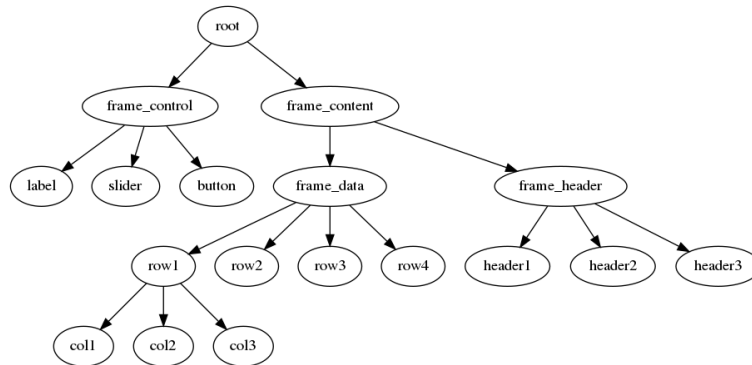 root
frame_control
frame_content
label
slider
button
frame_data
frame_header
row1
row2
row3
row4
header1
header2
header3
col1
col2
col3